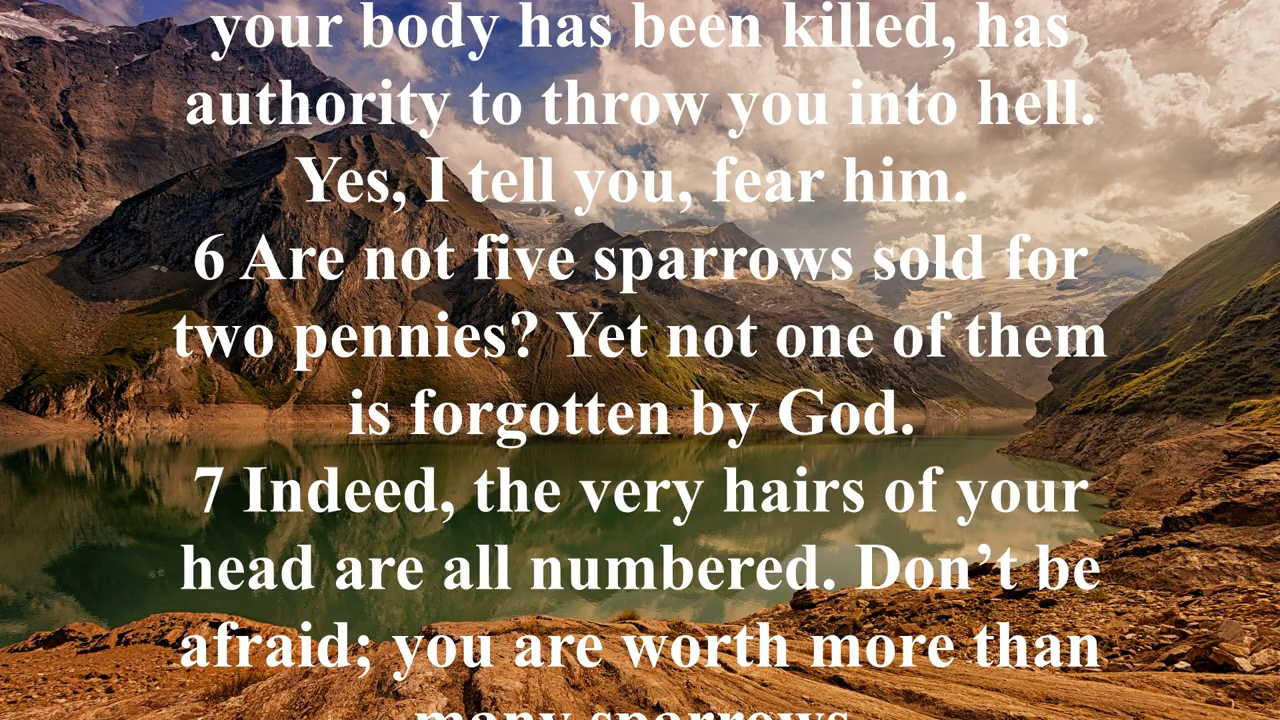 your body has been killed, has
authority to throw you into hell.
Yes, I tell you, fear him.
6 Are not five sparrows sold for
two pennies? Yet not one of them
is forgotten by God.
7 Indeed, the very hairs of your
head are all numbered. Don’t be
afraid; you are worth more than
many sparrows